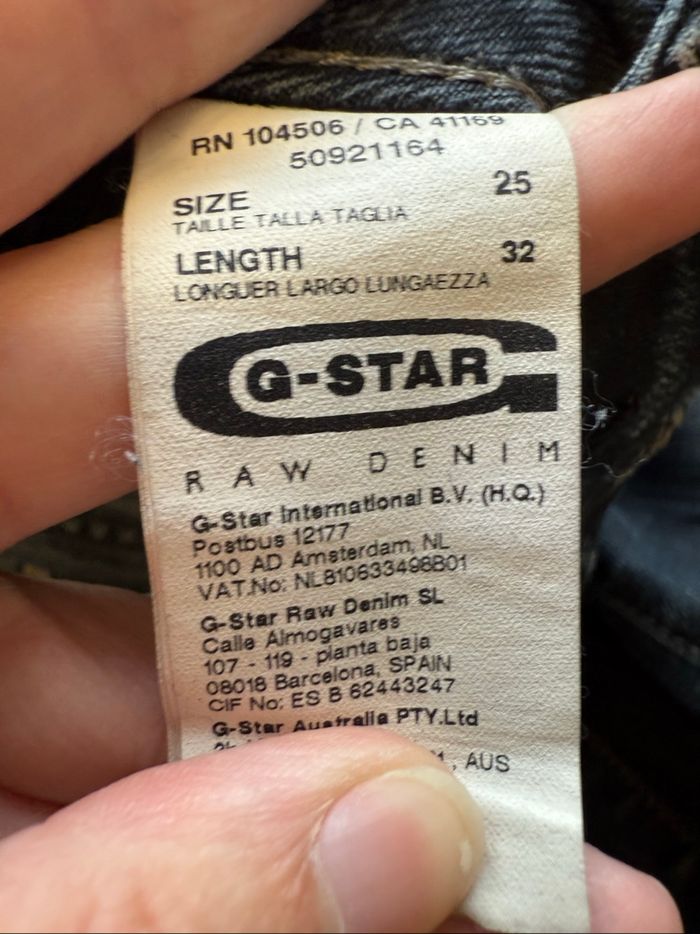 RN 104506 / CA 41169
50921164
SIZE 25
TAILLE TALLA TAGLIA
LENGTH 32
LONGUER LARGO LUNGAEZZA
G-STAR
RAW DENIM
G-Star International B.V. (H.Q.)
Postbus 12177
1100 AD Amsterdam, NL
VAT.No: NL810633498B01
G-Star Raw Denim SL
Calle Almogavares
107 - 119 - planta baja
08018 Barcelona, SPAIN
CIF No: ES B 62443247
G-Star Australia PTY.Ltd
, AUS